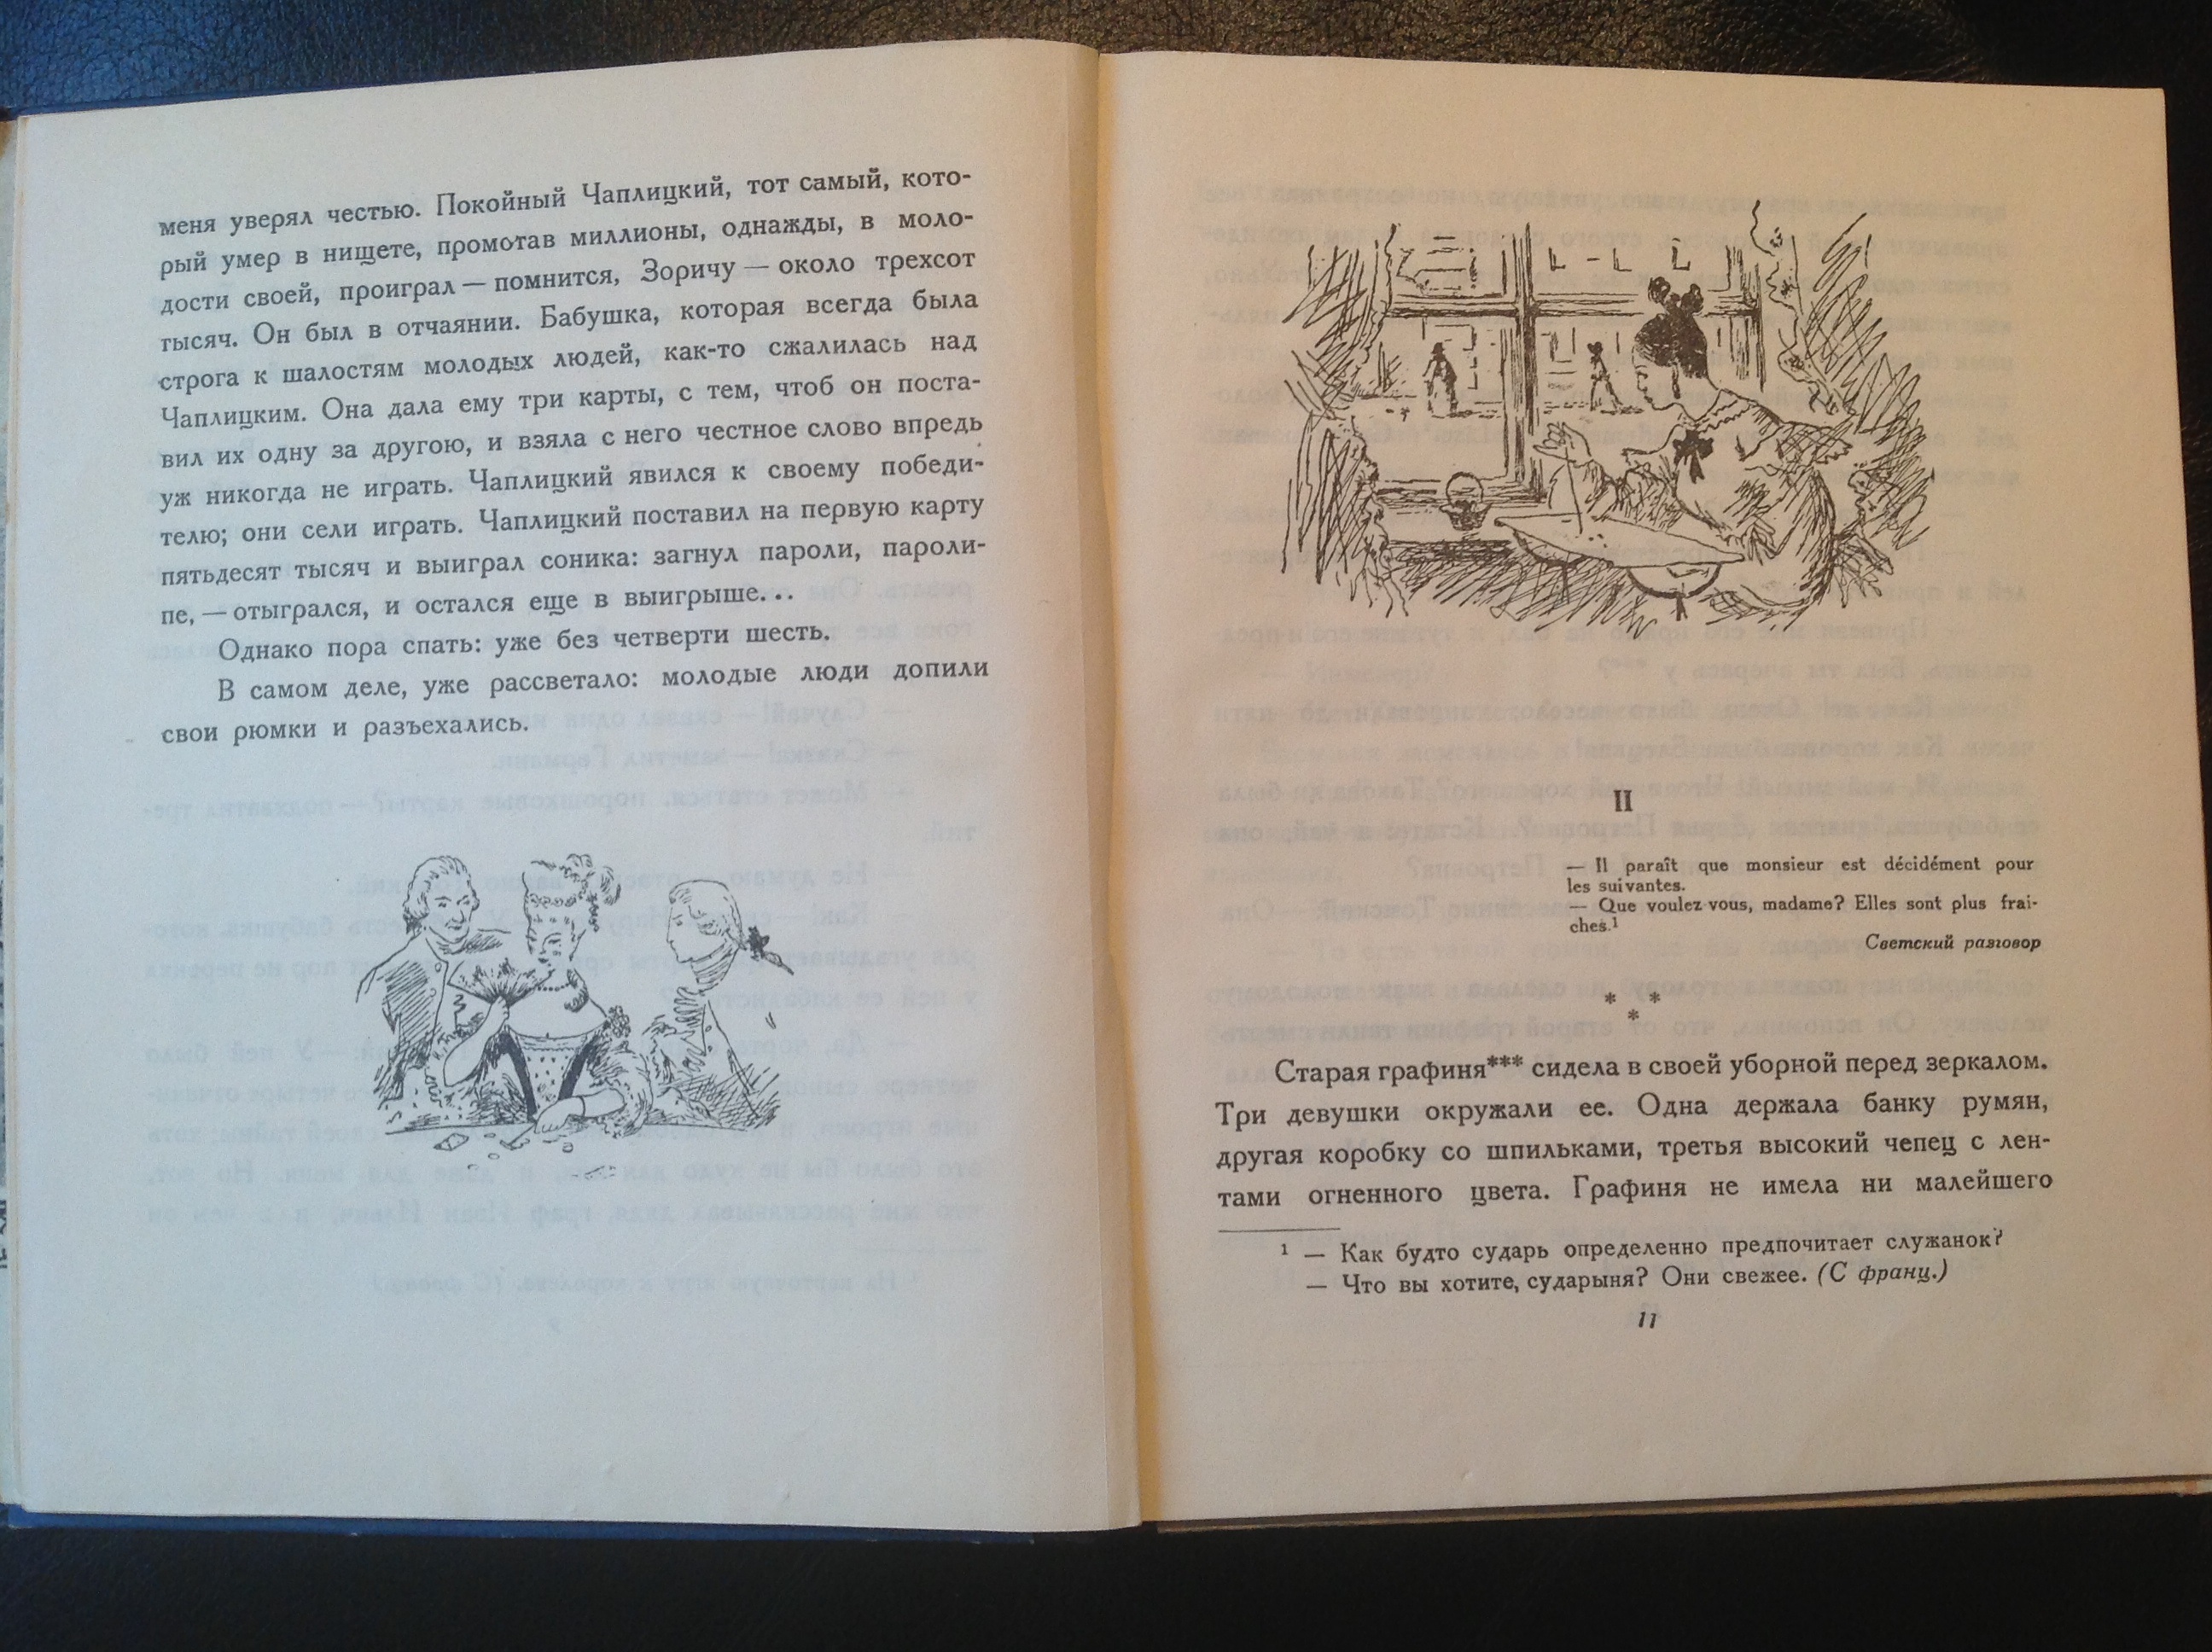 меня уверял честью. Покойный Чаплицкий, тот самый, кото-
рый умер в нищете, промотав миллионы, однажды, в моло-
дости своей, проиграл — помнится, Зоричу — около трехсот
тысяч. Он был в отчаянии. Бабушка, которая всегда была
строга к шалостям молодых людей, как-то сжалилась над
Чаплицким. Она дала ему три карты, с тем, чтоб он поста-
вил их одну за другою, и взяла с него честное слово впредь
уж никогда не играть. Чаплицкий явился к своему победи-
телю; они сели играть. Чаплицкий поставил на первую карту
пятьдесят тысяч и выиграл соника: загнул пароли, пароли-
пе, — отыгрался, и остался еще в выигрыше...
Однако пора спать: уже без четверти шесть.
В самом деле, уже рассветало: молодые люди допили
свои рюмки и разъехались.
II
— Il paraît que monsieur est décidément pour
les suivantes.
— Que voulez vous, madame? Elles sont plus frai-
ches.¹
Светский разговор
* *
*
Старая графиня*** сидела в своей уборной перед зеркалом.
Три девушки окружали ее. Одна держала банку румян,
другая коробку со шпильками, третья высокий чепец с лен-
тами огненного цвета. Графиня не имела ни малейшего
¹ — Как будто сударь определенно предпочитает служанок?
— Что вы хотите, сударыня? Они свежее. (С франц.)
11